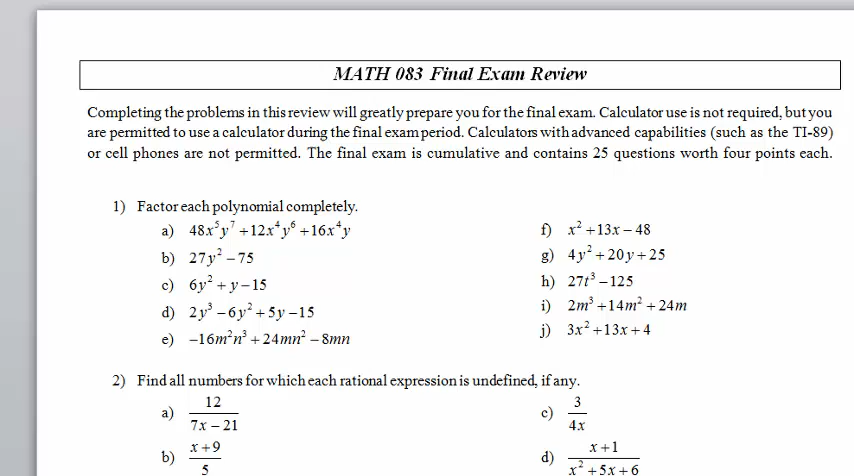 MATH 083 Final Exam Review
Completing the problems in this review will greatly prepare you for the final exam. Calculator use is not required, but you
are permitted to use a calculator during the final exam period. Calculators with advanced capabilities (such as the TI-89)
or cell phones are not permitted. The final exam is cumulative and contains 25 questions worth four points each.
1) Factor each polynomial completely.
a) 48x⁵y⁷ +12x⁴y⁶ +16x⁴y
b) 27y² – 75
c) 6y² + y – 15
d) 2y³ – 6y² + 5y – 15
e) –16m²n³ + 24mn² – 8mn
f) x² +13x – 48
g) 4y² + 20y + 25
h) 27t³ – 125
i) 2m³ +14m² + 24m
j) 3x² +13x + 4
2) Find all numbers for which each rational expression is undefined, if any.
a) 12 / (7x – 21)
b) (x + 9) / 5
c) 3 / (4x)
d) (x + 1) / (x² + 5x + 6)